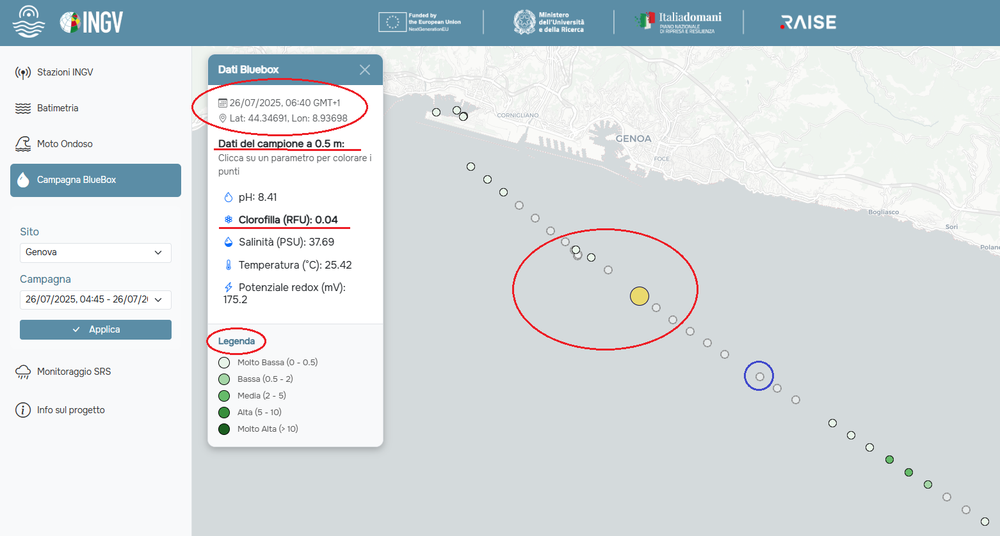 INGV
Funded by
the European Union
NextGenerationEU
Ministero
dell'Università
e della Ricerca
Italiadomani
PIANO NAZIONALE
DI RIPRESA E RESILIENZA
RAISE
Stazioni INGV
Batimetria
Moto Ondoso
Campagna BlueBox
Sito
Genova
Campagna
26/07/2025, 04:45 - 26/07/20
Applica
Monitoraggio SRS
Info sul progetto
Dati Bluebox
26/07/2025, 06:40 GMT+1
Lat: 44.34691, Lon: 8.93698
Dati del campione a 0.5 m:
Clicca su un parametro per colorare i
punti
pH: 8.41
Clorofilla (RFU): 0.04
Salinità (PSU): 37.69
Temperatura (°C): 25.42
Potenziale redox (mV):
175.2
Legenda
Molto Bassa (0 - 0.5)
Bassa (0.5 - 2)
Media (2 - 5)
Alta (5 - 10)
Molto Alta (> 10)
CORNIGLIANO
GENOA
FOCE
Bogliasco
Sori
Polane